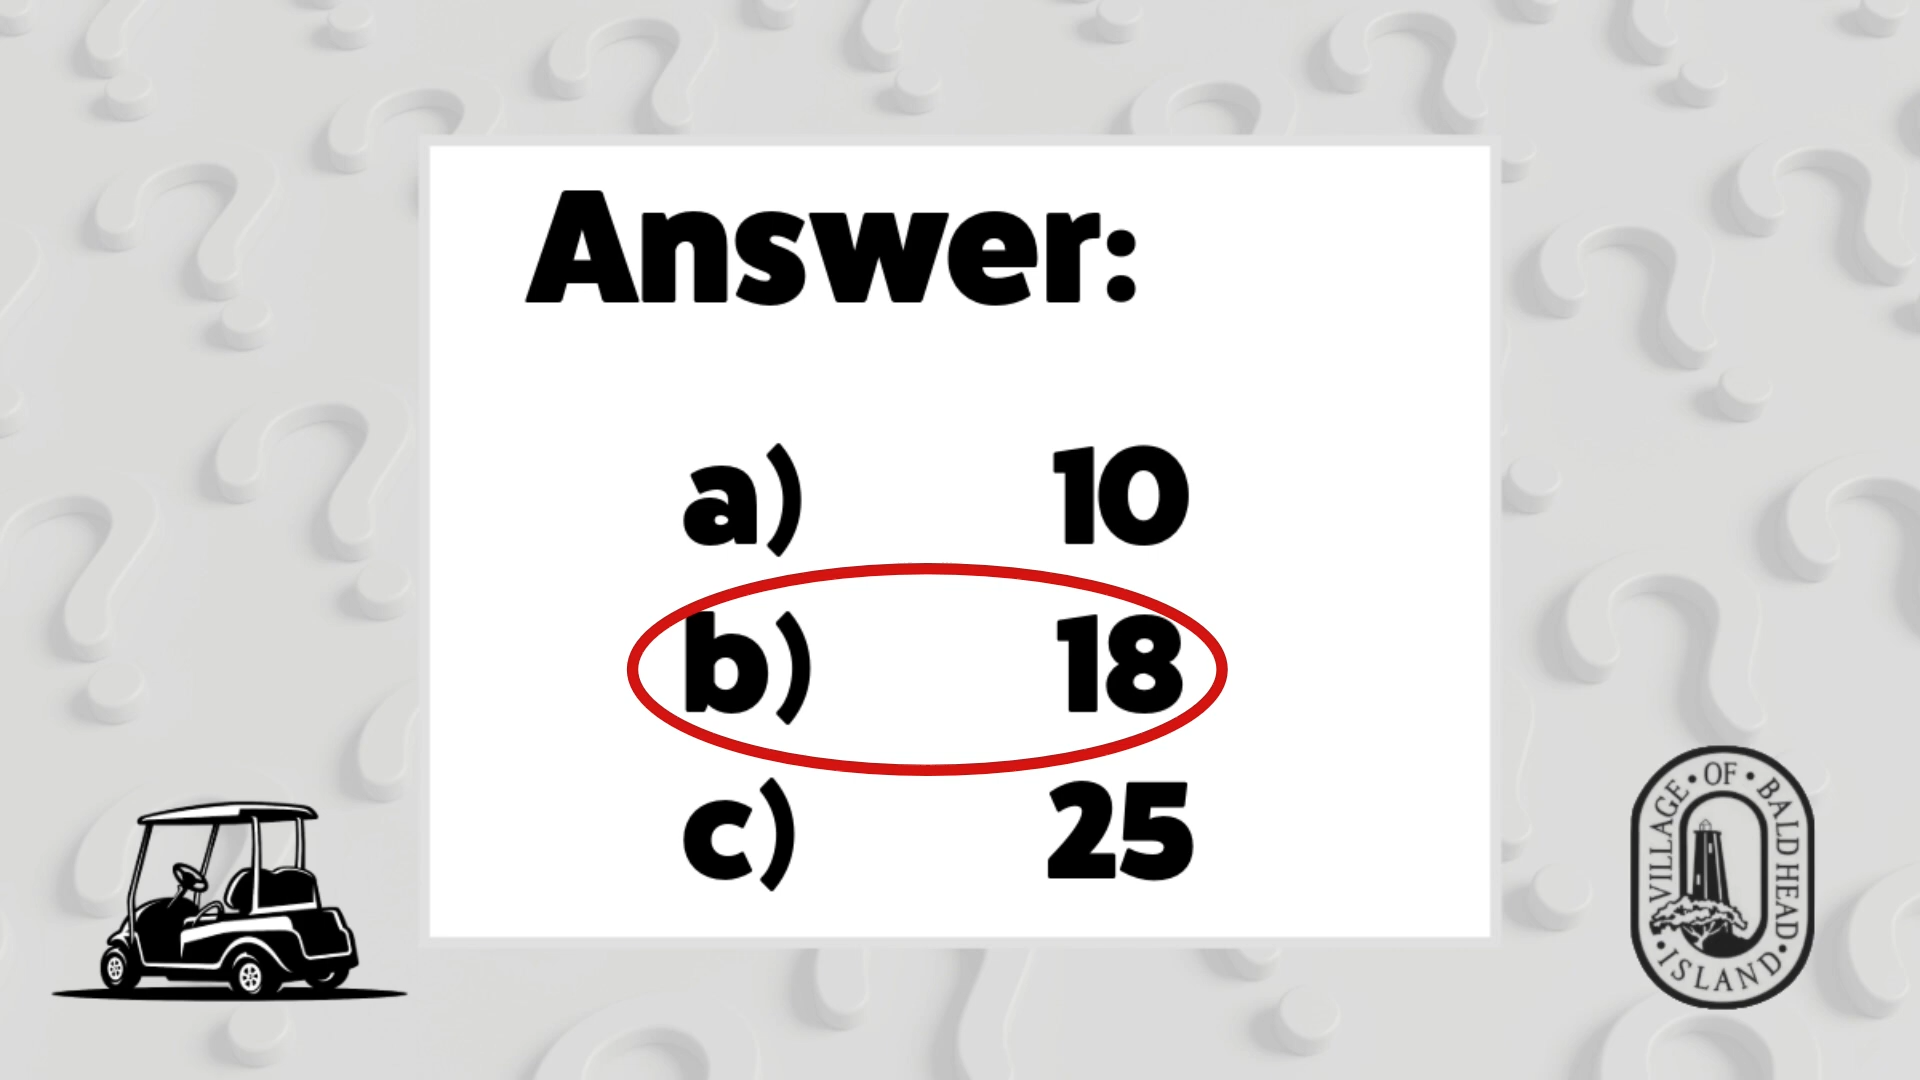 Answer:
a) 10
b) 18
c) 25
VILLAGE • OF • BALD HEAD • ISLAND •